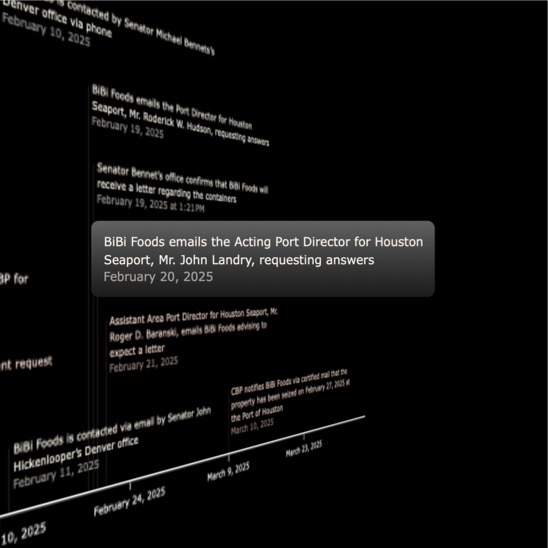 is contacted by Senator Michael Bennets's
Denver office via phone
February 10, 2025
BiBi Foods emails the Port Director for Houston
Seaport, Mr. Roderick W. Hudson, requesting answers
February 19, 2025
Senator Bennet's office confirms that BiBi Foods will
receive a letter regarding the containers
February 19, 2025 at 1:21PM
BiBi Foods emails the Acting Port Director for Houston
Seaport, Mr. John Landry, requesting answers
February 20, 2025
BP for
Assistant Area Port Director for Houston Seaport, Mr.
Roger D. Baranski, emails BiBi Foods advising to
expect a letter
February 21, 2025
nt request
CBP notifies BiBi Foods via certified mail that the
property has been seized on February 27, 2025 at
the Port of Houston
March 10, 2025
BiBi Foods is contacted via email by Senator John
Hickenlooper's Denver office
February 11, 2025
10, 2025
February 24, 2025
March 9, 2025
March 23, 2025